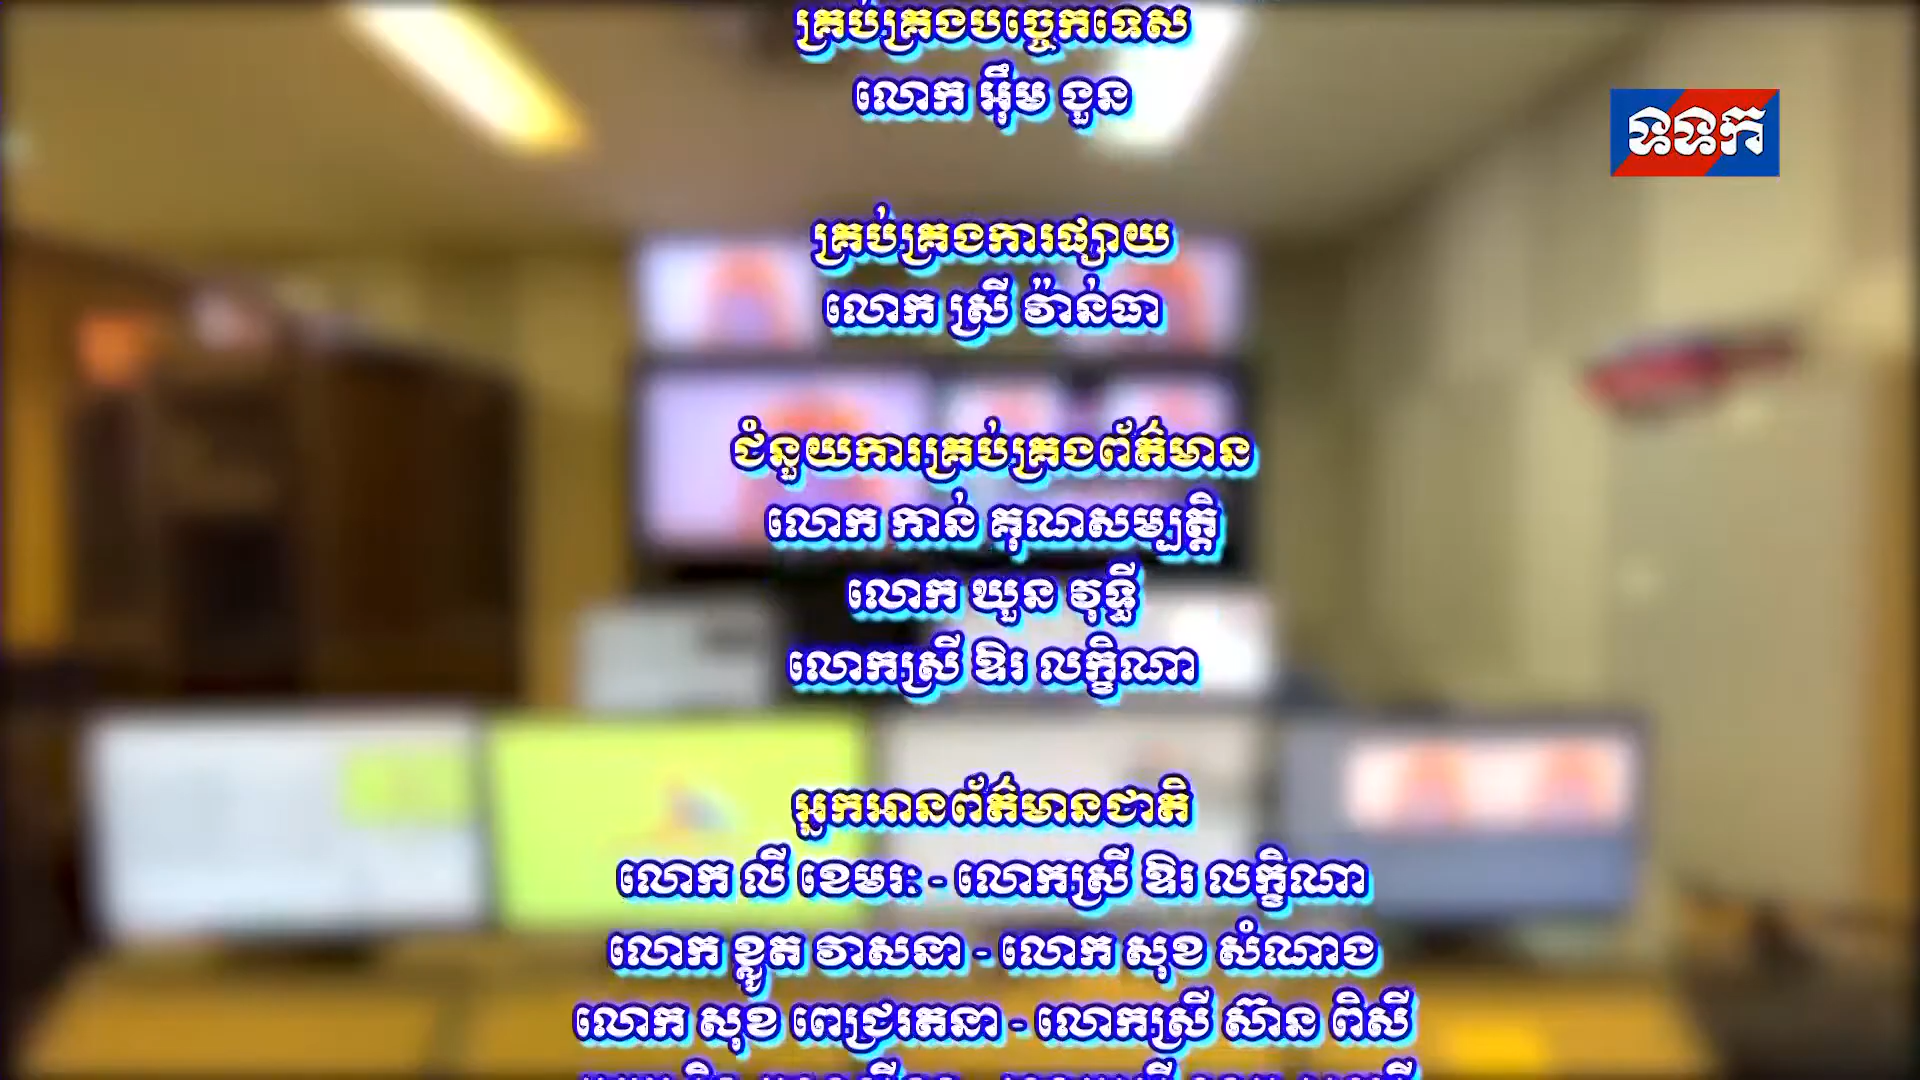 គ្រប់គ្រងបច្ចេកទេស
លោក អ៊ឹម ងួន
ទទក
គ្រប់គ្រងការផ្សាយ
លោក ស្រី វ៉ាន់ធា
ជំនួយការគ្រប់គ្រងព័ត៌មាន
លោក កាន់ គុណសម្បត្តិ
លោក ឃួន វុទ្ធី
លោកស្រី ឱរ លក្ខិណា
អ្នកអានព័ត៌មានជាតិ
លោក លី ខេមរៈ - លោកស្រី ឱរ លក្ខិណា
លោក ខ្លូត វាសនា - លោក សុខ សំណាង
លោក សុខ ពេជ្ររតនា - លោកស្រី ស៊ាន ពិសី